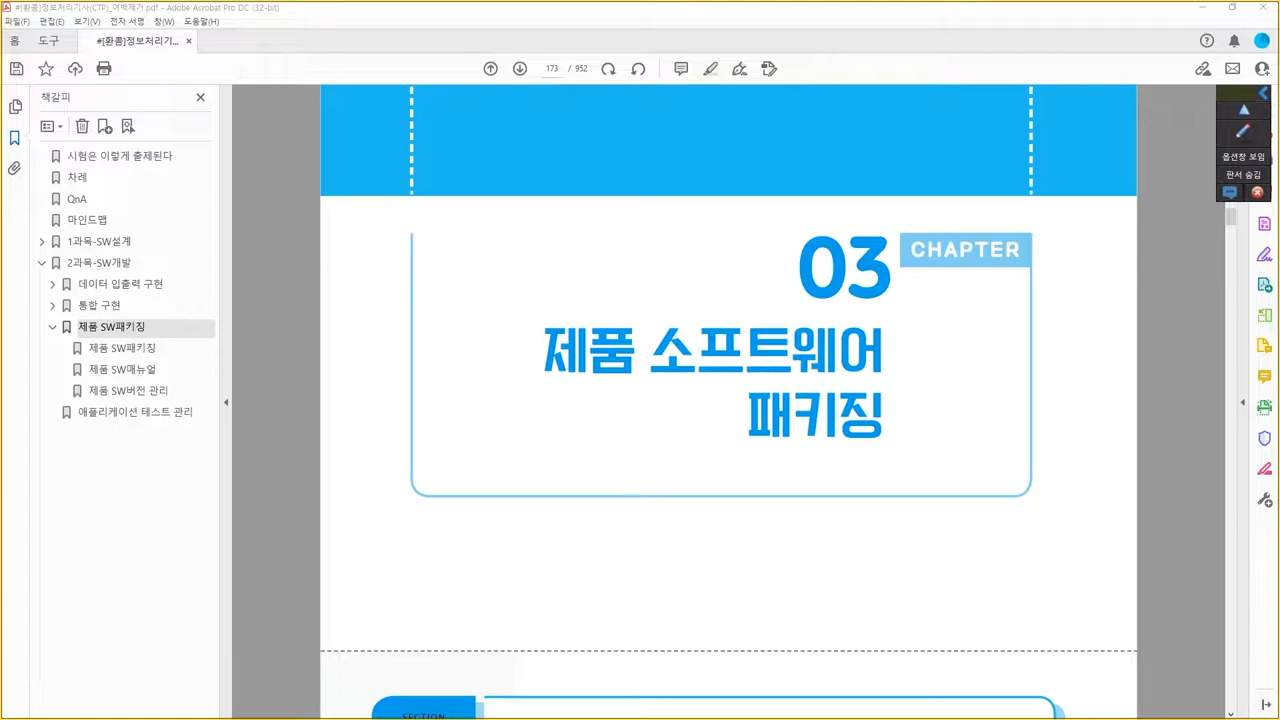 #[환콤]정보처리기사(CTP)_여백제거.pdf - Adobe Acrobat Pro DC (32-bit)
파일(F) 편집(E) 보기(V) 전자 서명 창(W) 도움말(H)
홈 도구 #[환콤]정보처리기... ×
173 / 952
책갈피
시험은 이렇게 출제된다
차례
QnA
마인드맵
1과목-SW설계
2과목-SW개발
데이터 입출력 구현
통합 구현
제품 SW패키징
제품 SW패키징
제품 SW매뉴얼
제품 SW버전 관리
애플리케이션 테스트 관리
03 CHAPTER
제품 소프트웨어
패키징
SECTION
옵션창 보임
판서 숨김